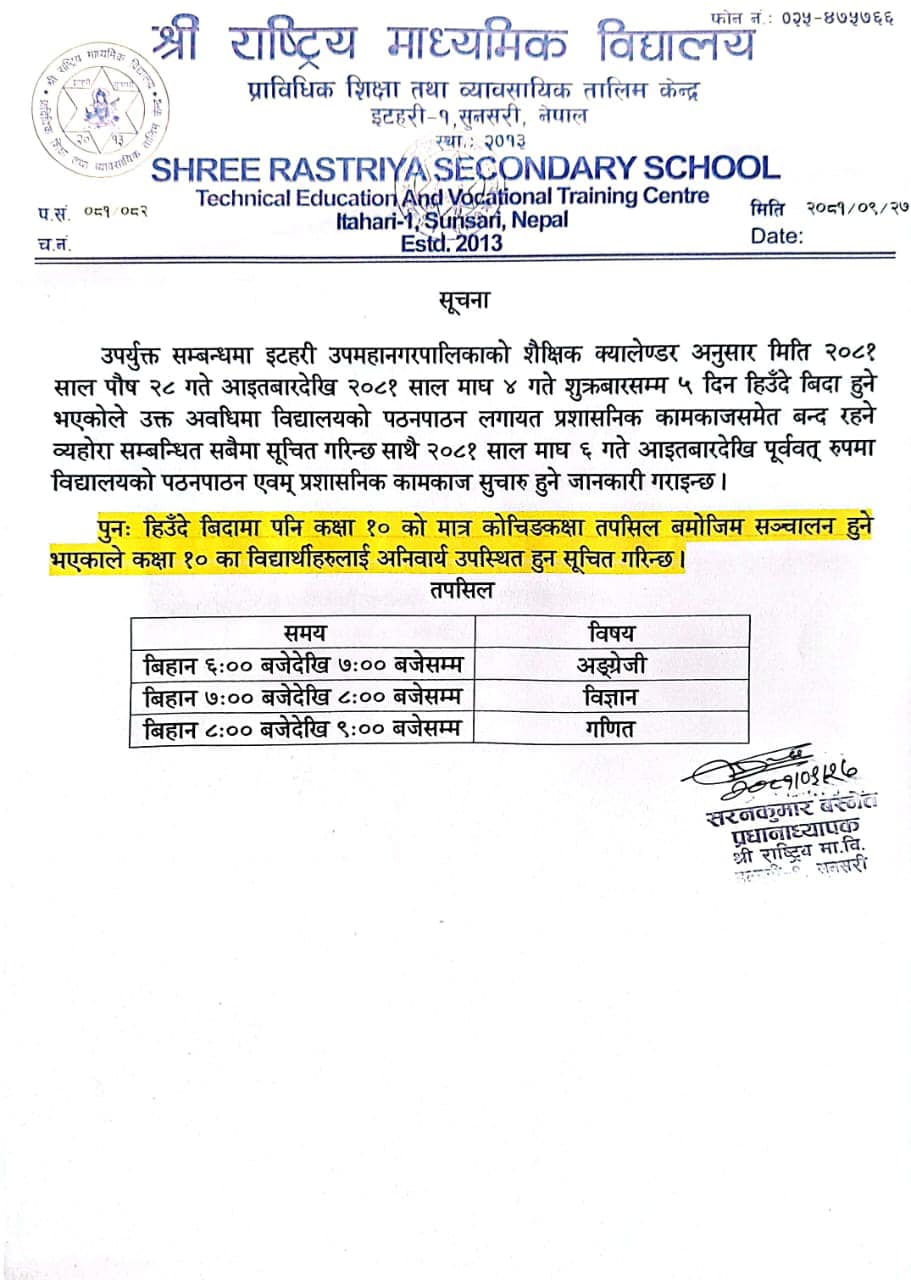 फोन नं.: ०२५-४७५७६६
श्री राष्ट्रिय माध्यमिक विद्यालय
प्राविधिक शिक्षा तथा व्यावसायिक तालिम केन्द्र
इटहरी-१,सुनसरी, नेपाल
स्था.: २०१३
SHREE RASTRIYA SECONDARY SCHOOL
Technical Education And Vocational Training Centre
Itahari-1, Sunsari, Nepal
Estd. 2013
प.सं. ०८१/०८२
च.नं.
मिति २०८१/०९/२७
Date:
सूचना
उपर्युक्त सम्बन्धमा इटहरी उपमहानगरपालिकाको शैक्षिक क्यालेण्डर अनुसार मिति २०८१
साल पौष २८ गते आइतबारदेखि २०८१ साल माघ ४ गते शुक्रबारसम्म ५ दिन हिउँदे बिदा हुने
भएकोले उक्त अवधिमा विद्यालयको पठनपाठन लगायत प्रशासनिक कामकाजसमेत बन्द रहने
व्यहोरा सम्बन्धित सबैमा सूचित गरिन्छ साथै २०८१ साल माघ ६ गते आइतबारदेखि पूर्ववत् रुपमा
विद्यालयको पठनपाठन एवम् प्रशासनिक कामकाज सुचारु हुने जानकारी गराइन्छ।
पुनः हिउँदे बिदामा पनि कक्षा १० को मात्र कोचिङकक्षा तपसिल बमोजिम सञ्चालन हुने
भएकाले कक्षा १० का विद्यार्थीहरुलाई अनिवार्य उपस्थित हुन सूचित गरिन्छ।
तपसिल
समय विषय
बिहान ६:०० बजेदेखि ७:०० बजेसम्म अङ्ग्रेजी
बिहान ७:०० बजेदेखि ८:०० बजेसम्म विज्ञान
बिहान ८:०० बजेदेखि ९:०० बजेसम्म गणित
सरनकुमार बस्नेत
प्रधानाध्यापक
श्री राष्ट्रिय मा.वि.
सुनसरी